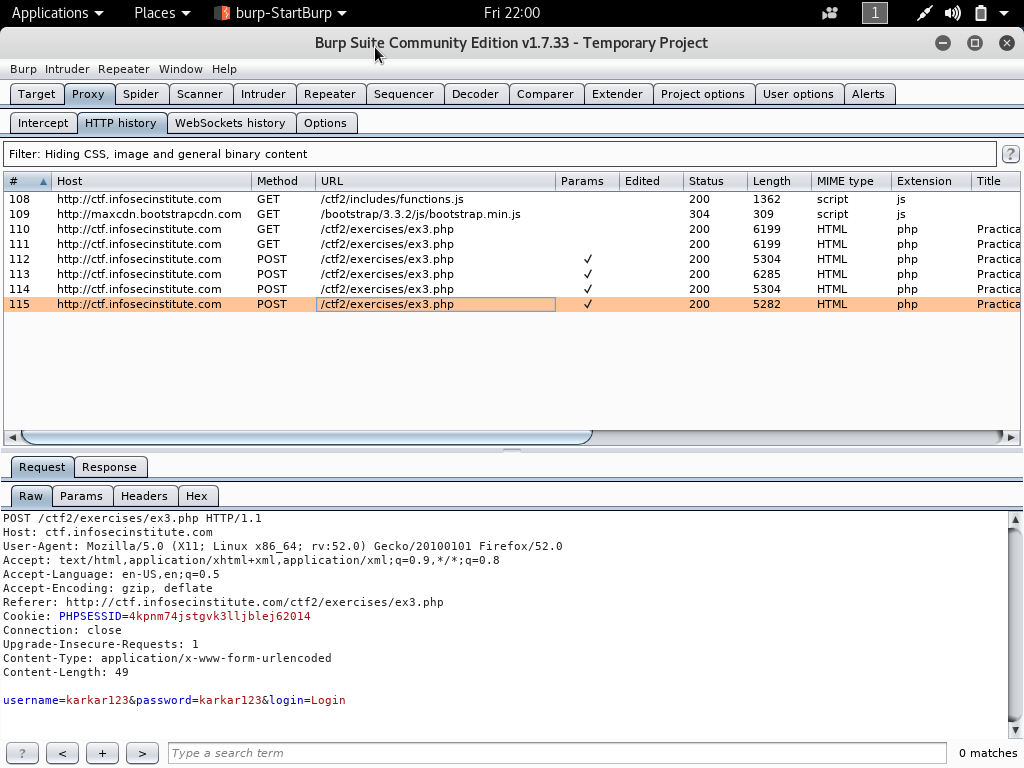 Applications Places burp-StartBurp Fri 22:00 1
Burp Suite Community Edition v1.7.33 - Temporary Project
Burp Intruder Repeater Window Help
Target Proxy Spider Scanner Intruder Repeater Sequencer Decoder Comparer Extender Project options User options Alerts
Intercept HTTP history WebSockets history Options
Filter: Hiding CSS, image and general binary content ?
# Host Method URL Params Edited Status Length MIME type Extension Title
108 http://ctf.infosecinstitute.com GET /ctf2/includes/functions.js 200 1362 script js
109 http://maxcdn.bootstrapcdn.com GET /bootstrap/3.3.2/js/bootstrap.min.js 304 309 script js
110 http://ctf.infosecinstitute.com GET /ctf2/exercises/ex3.php 200 6199 HTML php Practica
111 http://ctf.infosecinstitute.com GET /ctf2/exercises/ex3.php 200 6199 HTML php Practica
112 http://ctf.infosecinstitute.com POST /ctf2/exercises/ex3.php ✓ 200 5304 HTML php Practica
113 http://ctf.infosecinstitute.com POST /ctf2/exercises/ex3.php ✓ 200 6285 HTML php Practica
114 http://ctf.infosecinstitute.com POST /ctf2/exercises/ex3.php ✓ 200 5304 HTML php Practica
115 http://ctf.infosecinstitute.com POST /ctf2/exercises/ex3.php ✓ 200 5282 HTML php Practica
Request Response
Raw Params Headers Hex
POST /ctf2/exercises/ex3.php HTTP/1.1
Host: ctf.infosecinstitute.com
User-Agent: Mozilla/5.0 (X11; Linux x86_64; rv:52.0) Gecko/20100101 Firefox/52.0
Accept: text/html,application/xhtml+xml,application/xml;q=0.9,*/*;q=0.8
Accept-Language: en-US,en;q=0.5
Accept-Encoding: gzip, deflate
Referer: http://ctf.infosecinstitute.com/ctf2/exercises/ex3.php
Cookie: PHPSESSID=4kpnm74jstgvk3lljblej62014
Connection: close
Upgrade-Insecure-Requests: 1
Content-Type: application/x-www-form-urlencoded
Content-Length: 49
username=karkar123&password=karkar123&login=Login
? < + > Type a search term 0 matches